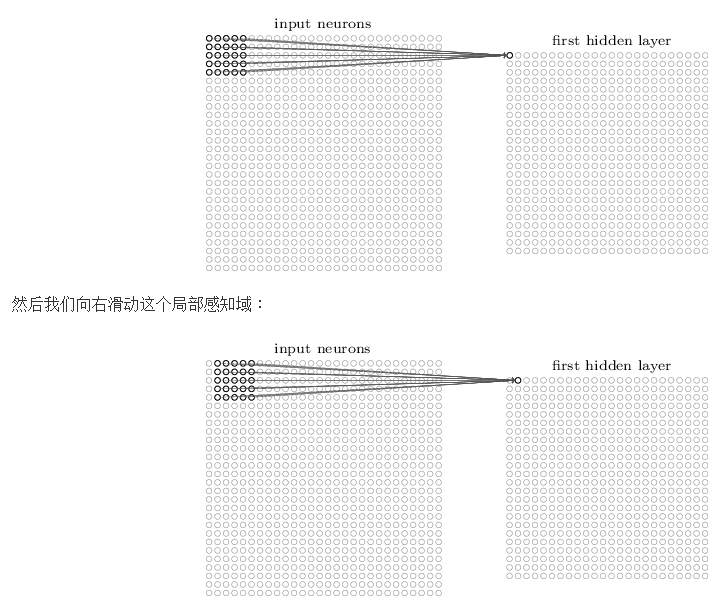 input neurons
first hidden layer
然后我们向右滑动这个局部感知域：
input neurons
first hidden layer